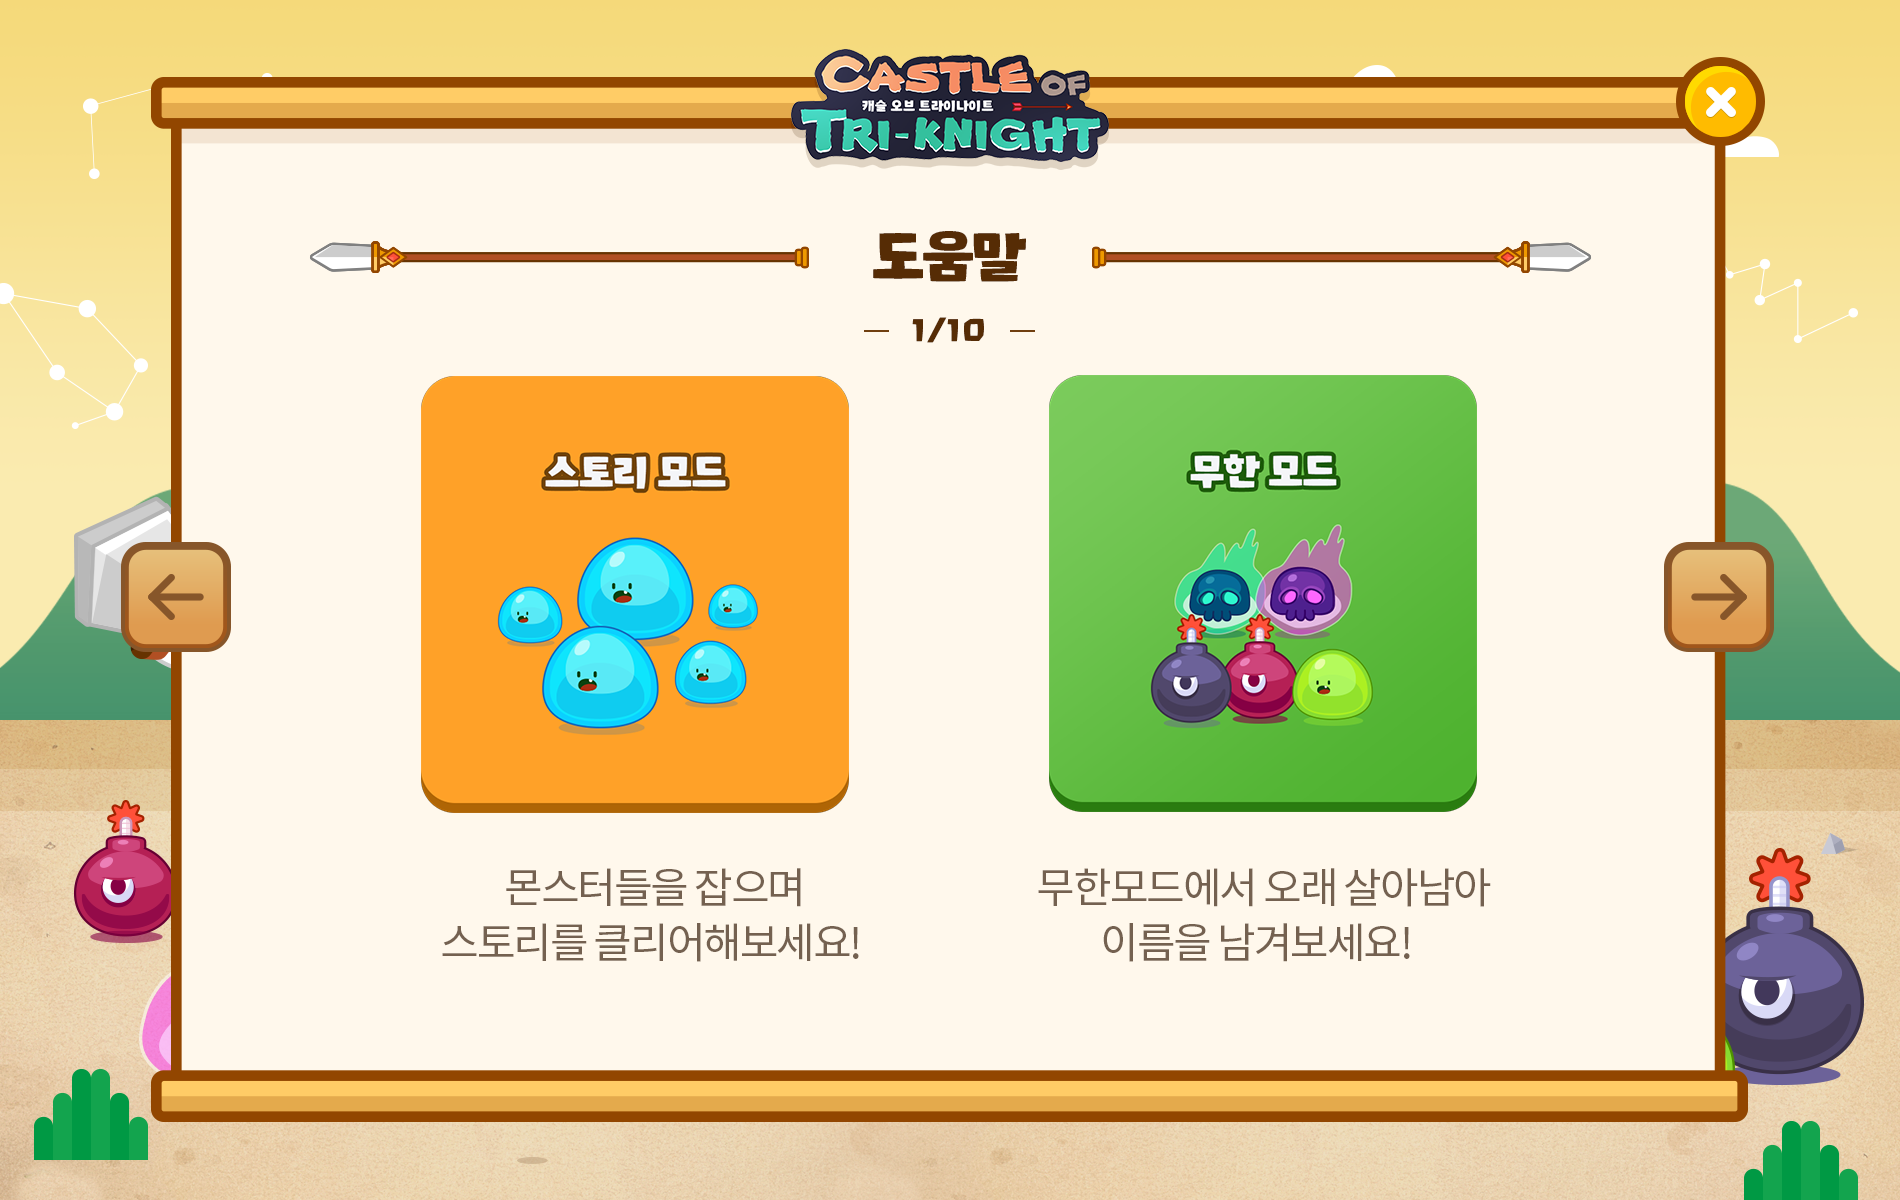 CASTLE OF
캐슬 오브 트라이나이트
TRI-KNIGHT
도움말
1/10
스토리 모드
무한 모드
몬스터들을 잡으며
스토리를 클리어해보세요!
무한모드에서 오래 살아남아
이름을 남겨보세요!